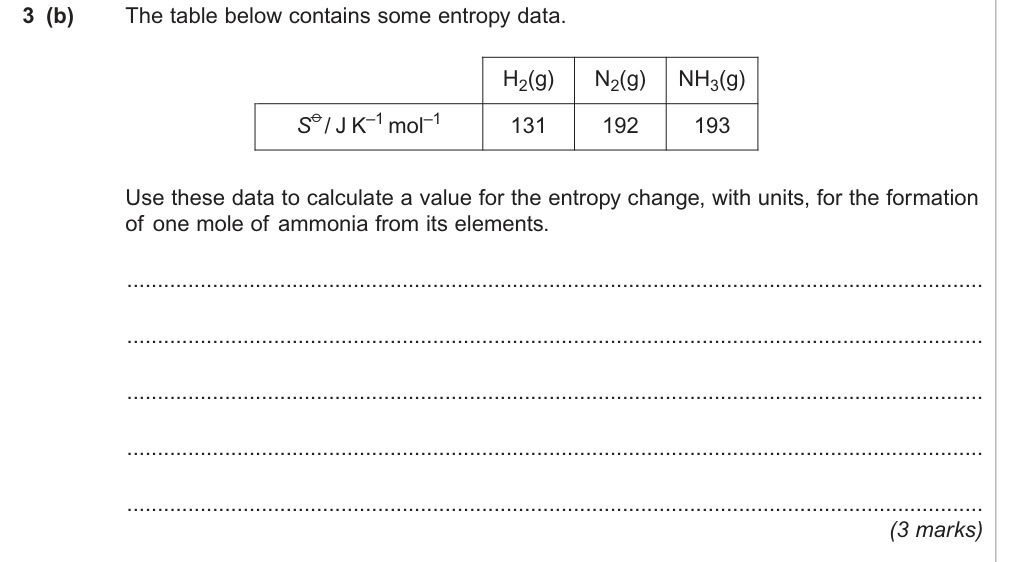 3 (b) The table below contains some entropy data.
H₂(g) N₂(g) NH₃(g)
S⦵ / J K⁻¹ mol⁻¹ 131 192 193
Use these data to calculate a value for the entropy change, with units, for the formation
of one mole of ammonia from its elements.
(3 marks)